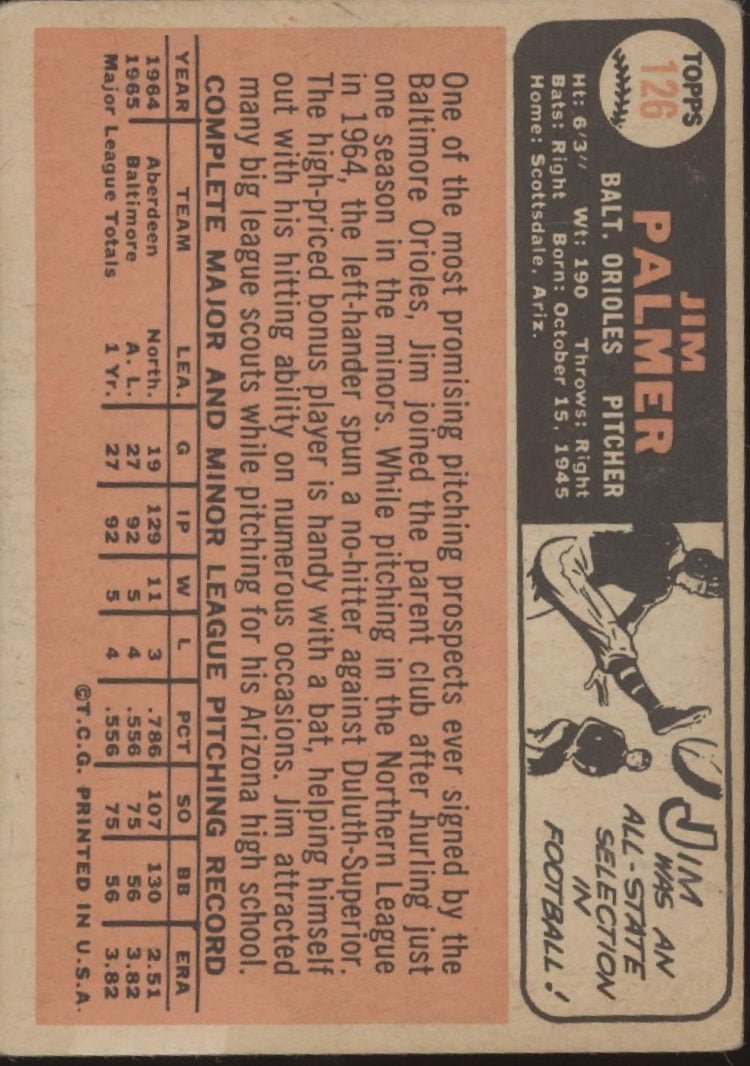 TOPPS
126
JIM
PALMER
BALT. ORIOLES PITCHER
Ht: 6'3" Wt: 190 Throws: Right
Bats: Right Born: October 15, 1945
Home: Scottsdale, Ariz.
JIM
WAS AN
ALL-STATE
SELECTION
IN
FOOTBALL!
One of the most promising pitching prospects ever signed by the
Baltimore Orioles, Jim joined the parent club after hurling just
one season in the minors. While pitching in the Northern League
in 1964, the left-hander spun a no-hitter against Duluth-Superior.
The high-priced bonus player is handy with a bat, helping himself
out with his hitting ability on numerous occasions. Jim attracted
many big league scouts while pitching for his Arizona high school.
COMPLETE MAJOR AND MINOR LEAGUE PITCHING RECORD
YEAR TEAM LEA. G IP W L PCT SO BB ERA
1964 Aberdeen North. 19 129 11 3 .786 107 130 2.51
1965 Baltimore A. L. 27 92 5 4 .556 75 56 3.82
Major League Totals 1 Yr. 27 92 5 4 .556 75 56 3.82
©T.C.G. PRINTED IN U.S.A.